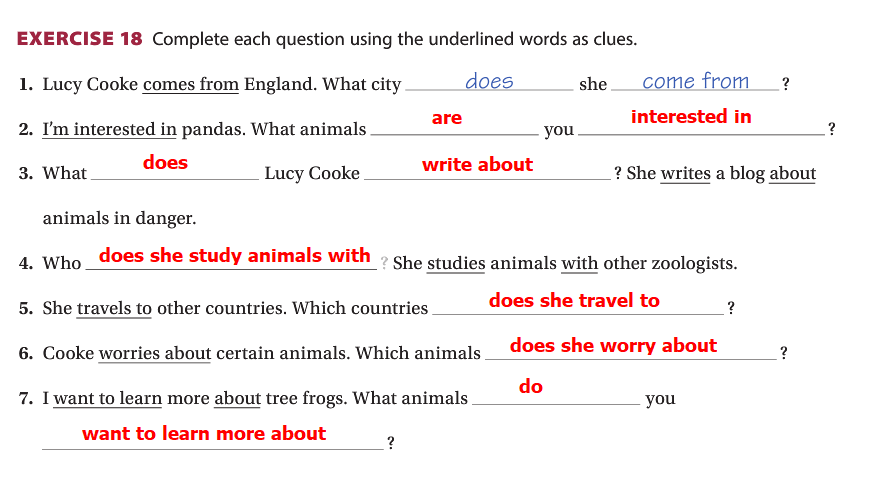 EXERCISE 18 Complete each question using the underlined words as clues.
1. Lucy Cooke comes from England. What city does she come from ?
2. I'm interested in pandas. What animals are you interested in ?
3. What does Lucy Cooke write about ? She writes a blog about
animals in danger.
4. Who does she study animals with ? She studies animals with other zoologists.
5. She travels to other countries. Which countries does she travel to ?
6. Cooke worries about certain animals. Which animals does she worry about ?
7. I want to learn more about tree frogs. What animals do you
want to learn more about ?